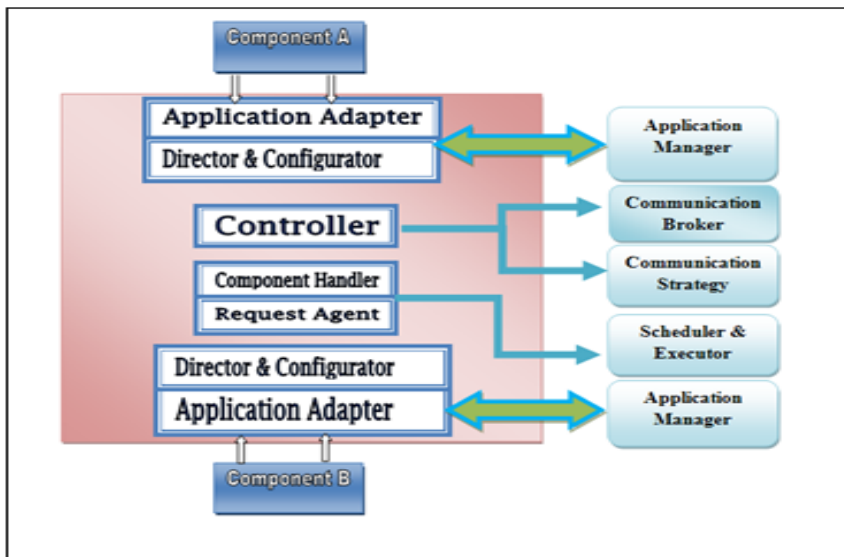 Component A
Application Adapter
Director & Configurator
Application
Manager
Controller
Communication
Broker
Communication
Strategy
Component Handler
Request Agent
Scheduler &
Executor
Director & Configurator
Application Adapter
Application
Manager
Component B